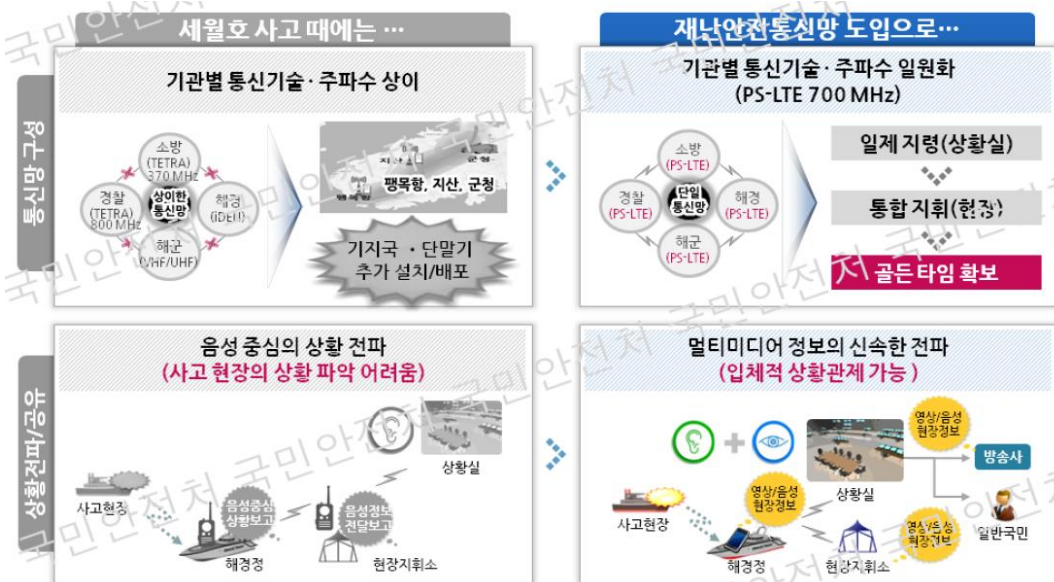 세월호 사고 때에는 …
재난안전통신망 도입으로…
통신망 구성
기관별 통신기술 · 주파수 상이
소방
(TETRA)
370 MHz
경찰
(TETRA)
800 MHz
상이한
통신망
해경
(iDEN)
해군
(VHF/UHF)
지산
군청
팽목항
팽목항, 지산, 군청
기지국 · 단말기
추가 설치/배포
기관별 통신기술 · 주파수 일원화
(PS-LTE 700 MHz)
소방
(PS-LTE)
경찰
(PS-LTE)
단일
통신망
해경
(PS-LTE)
해군
(PS-LTE)
일제 지령(상황실)
통합 지휘(현장)
골든 타임 확보
상황전파/공유
음성 중심의 상황 전파
(사고 현장의 상황 파악 어려움)
상황실
사고현장
음성중심
상황보고
음성정보
전달보고
해경정
현장지휘소
멀티미디어 정보의 신속한 전파
(입체적 상황관제 가능 )
영상/음성
현장정보
방송사
상황실
영상/음성
현장정보
사고현장
영상/음성
현장정보
일반국민
해경정
현장지휘소
국민안전처